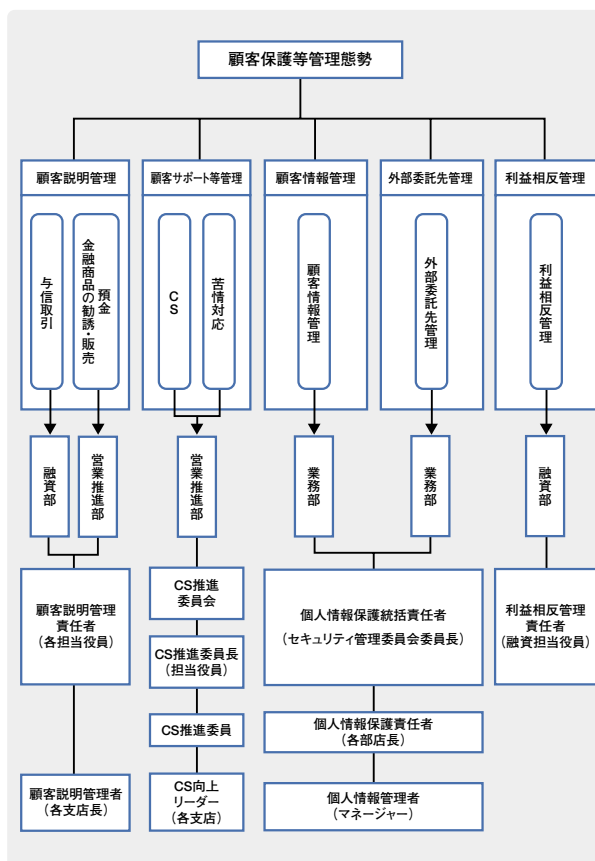 顧客保護等管理態勢
顧客説明管理
顧客サポート等管理
顧客情報管理
外部委託先管理
利益相反管理
与信取引
預金
金融商品の勧誘・販売
CS
苦情対応
顧客情報管理
外部委託先管理
利益相反管理
融資部
営業推進部
営業推進部
業務部
業務部
融資部
顧客説明管理
責任者
（各担当役員）
CS推進
委員会
CS推進委員長
（担当役員）
CS推進委員
CS向上
リーダー
（各支店）
個人情報保護統括責任者
（セキュリティ管理委員会委員長）
利益相反管理
責任者
（融資担当役員）
個人情報保護責任者
（各部店長）
顧客説明管理者
（各支店長）
個人情報管理者
（マネージャー）